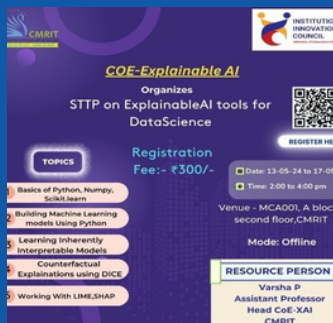 CMRIT
INSTITUTION
INNOVATION
COUNCIL
COE-Explainable AI
Organizes
STTP on ExplainableAI tools for
DataScience
REGISTER HE
TOPICS
Registration
Fee:- ₹300/-
Date: 13-05-24 to 17-05
Time: 2:00 to 4:00 pm
Basics of Python, Numpy,
Scikit.learn
2 Building Machine Learning
models Using Python
3 Learning Inherently
Interpretable Models
Counterfactual
Explainations using DICE
Working With LIME,SHAP
Venue - MCA001, A bloc
second floor,CMRIT
Mode: Offline
RESOURCE PERSON
Varsha P
Assistant Professor
Head CoE-XAI
CMRIT